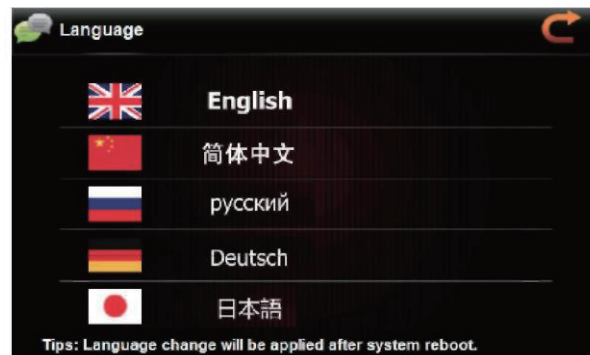 Language
English
简体中文
русский
Deutsch
日本語
Tips: Language change will be applied after system reboot.